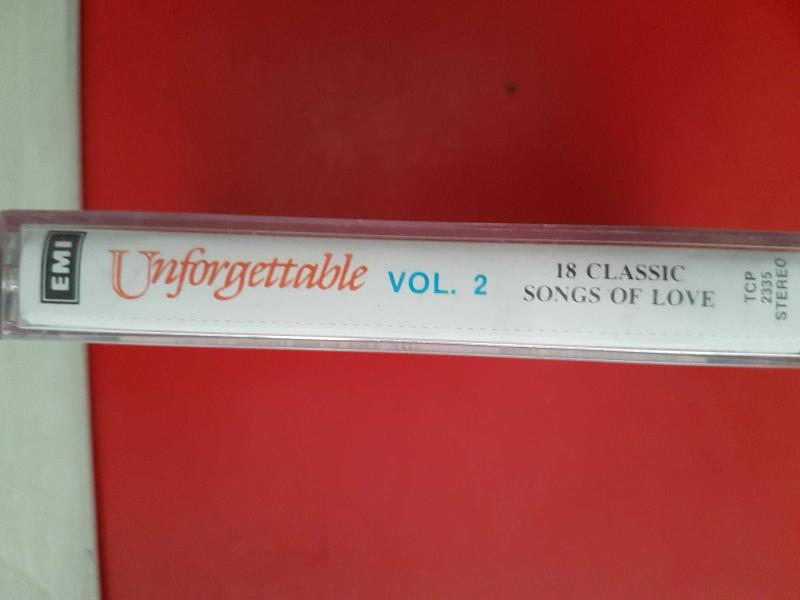 EMI
Unforgettable VOL. 2
18 CLASSIC
SONGS OF LOVE
TCP
2335
STEREO